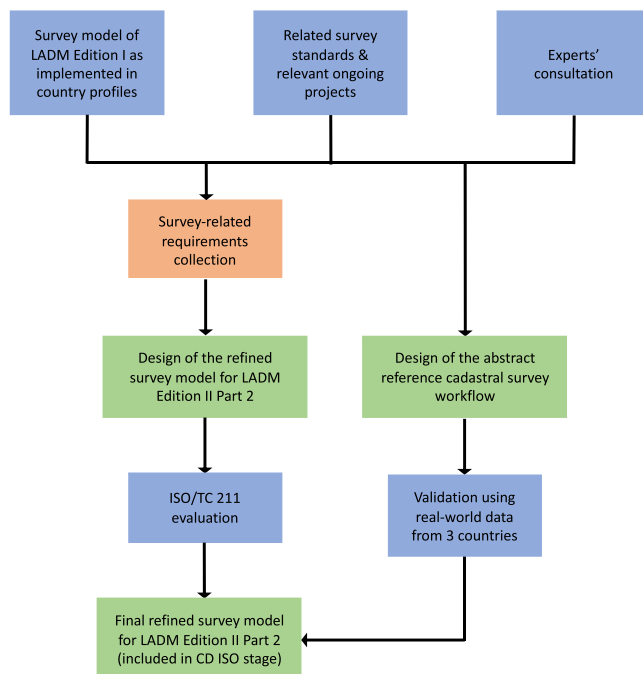 Survey model of
LADM Edition I as
implemented in
country profiles
Related survey
standards &
relevant ongoing
projects
Experts'
consultation
Survey-related
requirements
collection
Design of the refined
survey model for LADM
Edition II Part 2
Design of the abstract
reference cadastral survey
workflow
ISO/TC 211
evaluation
Validation using
real-world data
from 3 countries
Final refined survey model
for LADM Edition II Part 2
(included in CD ISO stage)